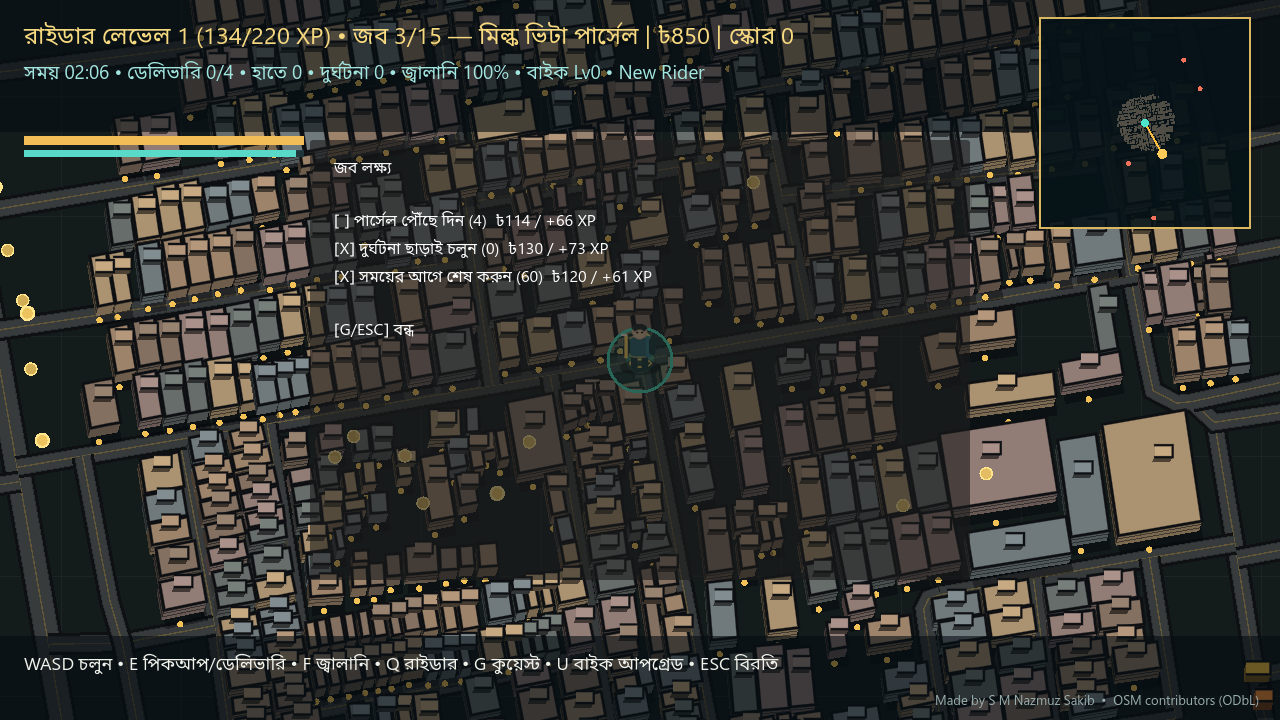 রাইডার লেভেল 1 (134/220 XP) • জব 3/15 — মিল্ক ভিটা পার্সেল | ৳850 | স্কোর 0
সময় 02:06 • ডেলিভারি 0/4 • হাতে 0 • দুর্ঘটনা 0 • জ্বালানি 100% • বাইক Lv0 • New Rider
জব লক্ষ্য
[ ] পার্সেল পৌঁছে দিন (4) ৳114 / +66 XP
[X] দুর্ঘটনা ছাড়াই চলুন (0) ৳130 / +73 XP
[X] সময়ের আগে শেষ করুন (60) ৳120 / +61 XP
[G/ESC] বন্ধ
WASD চলুন • E পিকআপ/ডেলিভারি • F জ্বালানি • Q রাইডার • G কুয়েস্ট • U বাইক আপগ্রেড • ESC বিরতি
Made by S M Nazmuz Sakib • OSM contributors (ODbL)